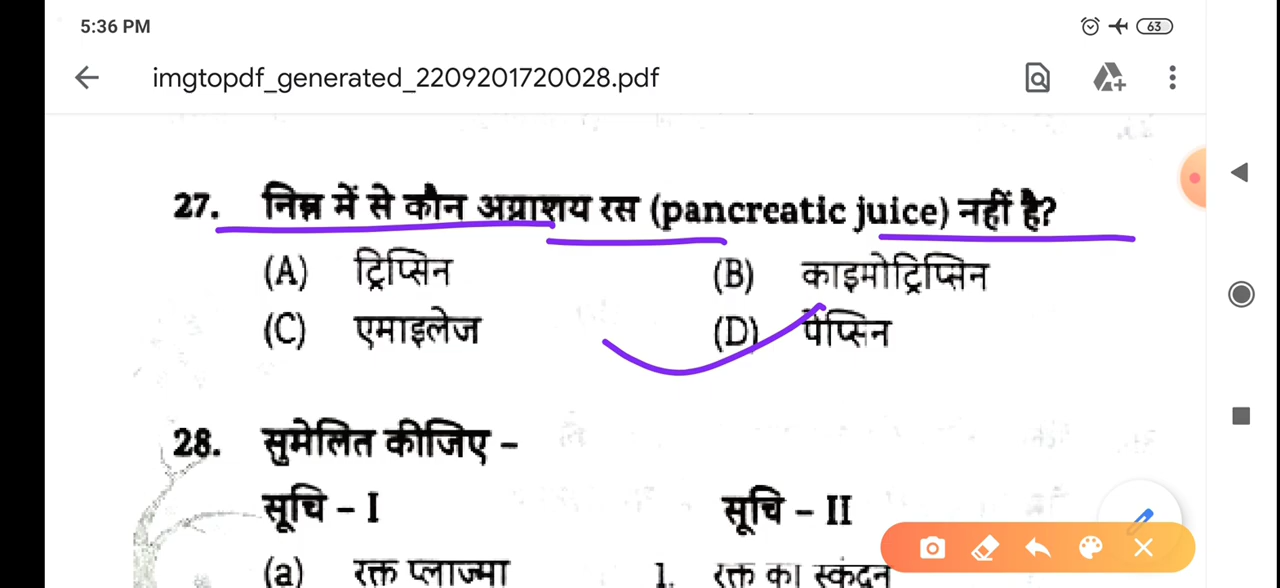 5:36 PM
63
imgtopdf_generated_2209201720028.pdf
27. निम्न में से कौन अग्नाशय रस (pancreatic juice) नहीं है?
(A) ट्रिप्सिन (B) काइमोट्रिप्सिन
(C) एमाइलेज (D) पेप्सिन
28. सुमेलित कीजिए –
सूचि – I सूचि – II
(a) रक्त प्लाज्मा 1. रक्त का स्कंदन